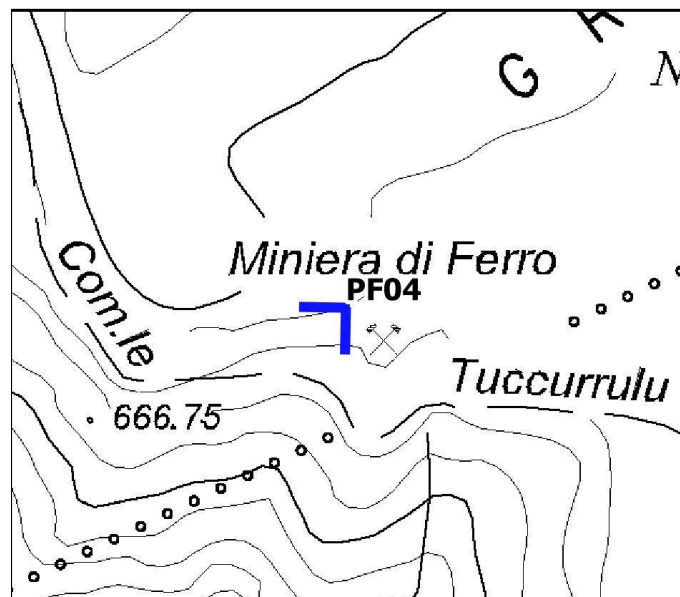 G R
N
Miniera di Ferro
PF04
Com.le
Tuccurrulu
666.75